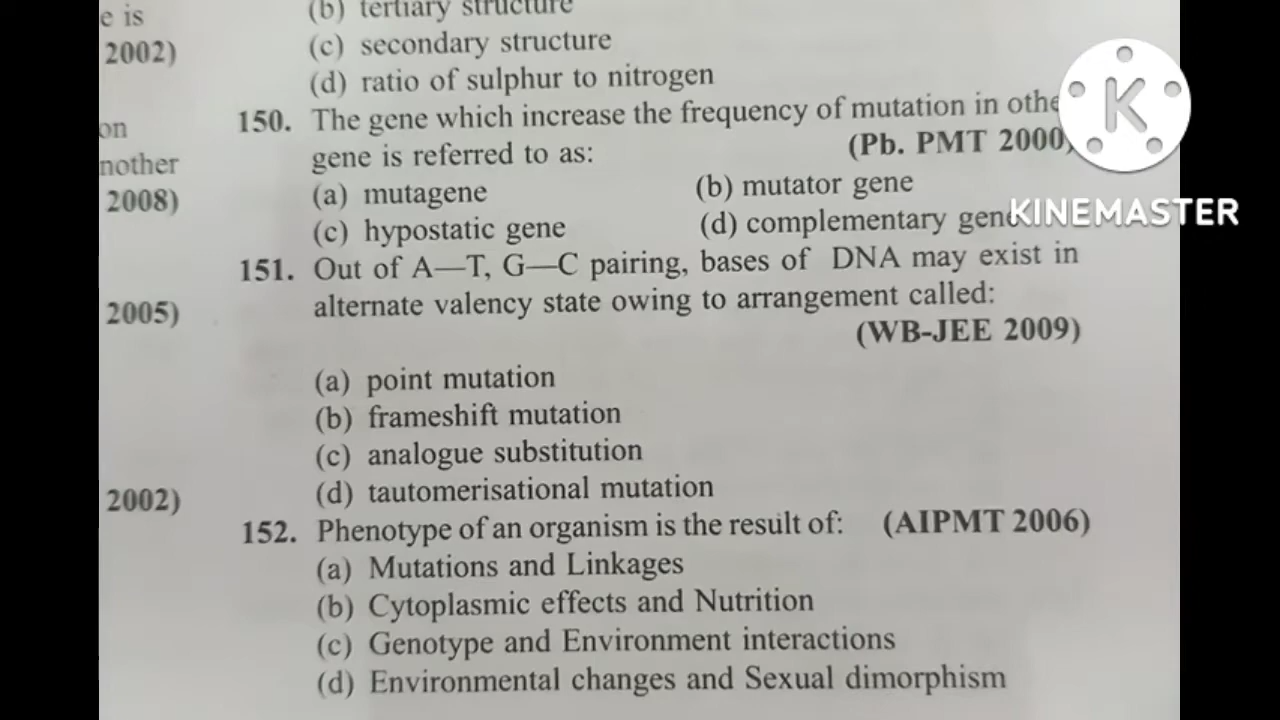 e is
2002)
on
nother
2008)
2005)
2002)
(b) tertiary structure
(c) secondary structure
(d) ratio of sulphur to nitrogen
150. The gene which increase the frequency of mutation in othe
gene is referred to as: (Pb. PMT 2000)
(a) mutagene (b) mutator gene
(c) hypostatic gene (d) complementary gene
151. Out of A—T, G—C pairing, bases of DNA may exist in
alternate valency state owing to arrangement called:
(WB-JEE 2009)
(a) point mutation
(b) frameshift mutation
(c) analogue substitution
(d) tautomerisational mutation
152. Phenotype of an organism is the result of: (AIPMT 2006)
(a) Mutations and Linkages
(b) Cytoplasmic effects and Nutrition
(c) Genotype and Environment interactions
(d) Environmental changes and Sexual dimorphism
K
KINEMASTER